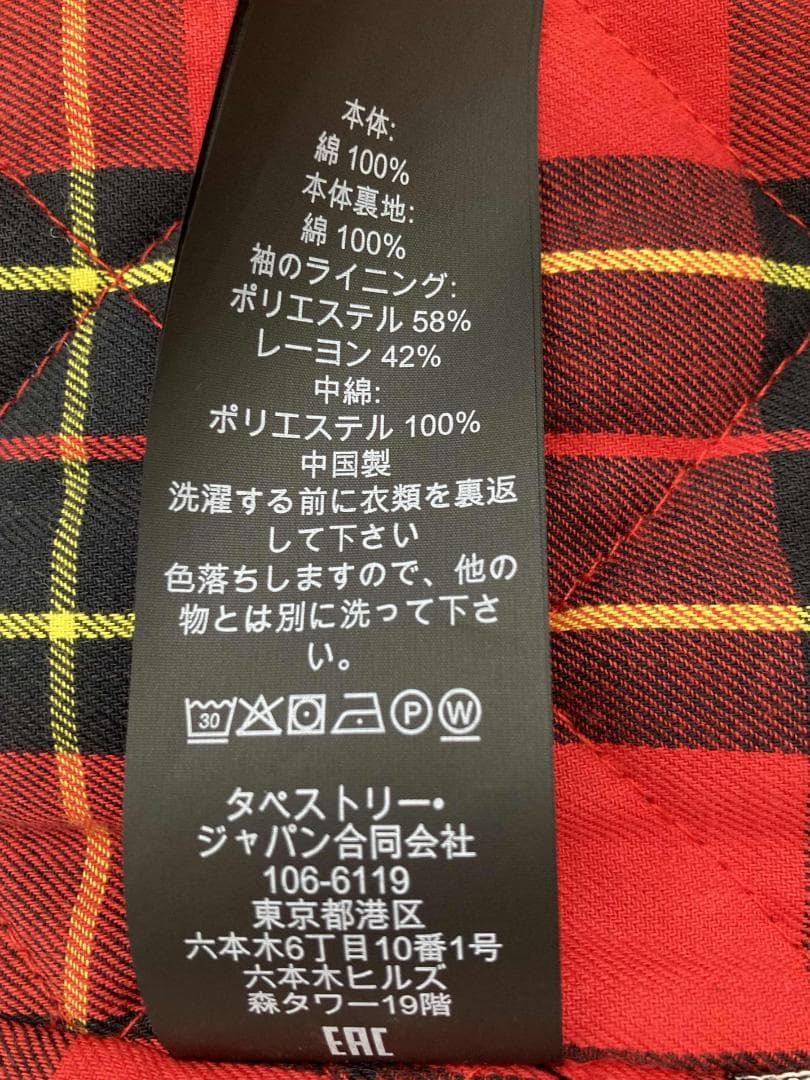 本体:
綿 100%
本体裏地:
綿 100%
袖のライニング:
ポリエステル 58%
レーヨン 42%
中綿:
ポリエステル 100%
中国製
洗濯する前に衣類を裏返
して下さい
色落ちしますので、他の
物とは別に洗って下さ
い。
30 P W
タペストリー・
ジャパン合同会社
106-6119
東京都港区
六本木6丁目10番1号
六本木ヒルズ
森タワー19階
EAC